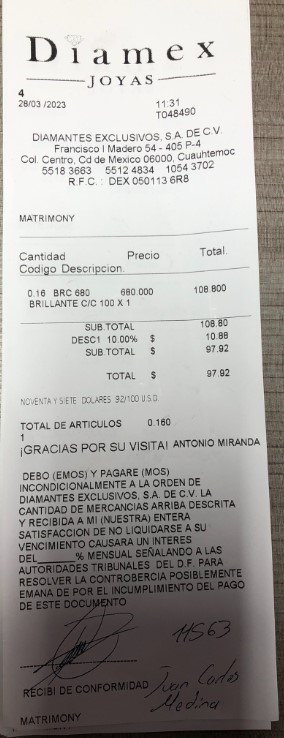 Diamex
JOYAS
4
28/03 /2023 11:31
T048490
DIAMANTES EXCLUSIVOS, S.A. DE C.V.
Francisco I Madero 54 - 405 P-4
Col. Centro, Cd de Mexico 06000, Cuauhtemoc
5518 3663 5512 4834 1054 3702
R.F.C. : DEX 050113 6R8
MATRIMONY
Cantidad Precio Total.
Codigo Descripcion.
0.16 BRC 680 680.000 108.800
BRILLANTE C/C 100 X 1
SUB.TOTAL 108.80
DESC1 10.00% $ 10.88
SUB TOTAL $ 97.92
TOTAL $ 97.92
NOVENTA Y SIETE DOLARES 92/100 U.S.D.
TOTAL DE ARTICULOS 0.160
1
¡GRACIAS POR SU VISITA! ANTONIO MIRANDA
DEBO (EMOS) Y PAGARE (MOS)
INCONDICIONALMENTE A LA ORDEN DE
DIAMANTES EXCLUSIVOS, S.A. DE C.V. LA
CANTIDAD DE MERCANCIAS ARRIBA DESCRITA
Y RECIBIDA A MI (NUESTRA) ENTERA
SATISFACCION DE NO LIQUIDARSE A SU
VENCIMIENTO CAUSARA UN INTERES
DEL_____% MENSUAL SEÑALANDO A LAS
AUTORIDADES TRIBUNALES DEL D.F. PARA
RESOLVER LA CONTROBERCIA POSIBLEMENTE
EMANA DE POR EL INCUMPLIMIENTO DEL PAGO
DE ESTE DOCUMENTO
11563
RECIBI DE CONFORMIDAD Juan Carlos
Medina
MATRIMONY